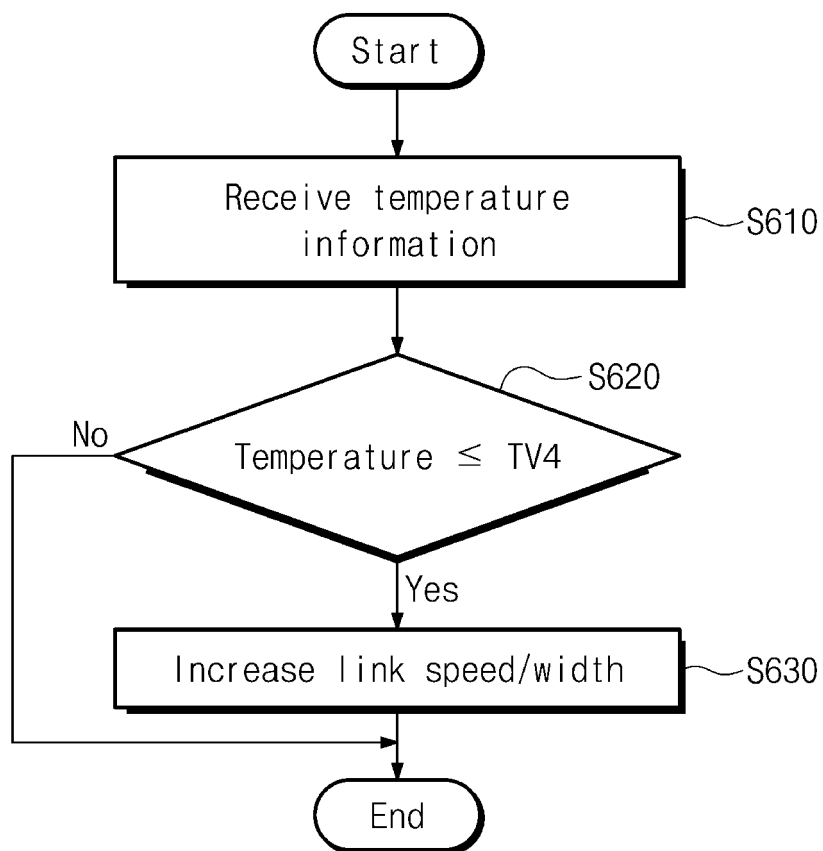 Start
Receive temperature
information
S610
S620
No
Temperature ≤ TV4
Yes
Increase link speed/width
S630
End